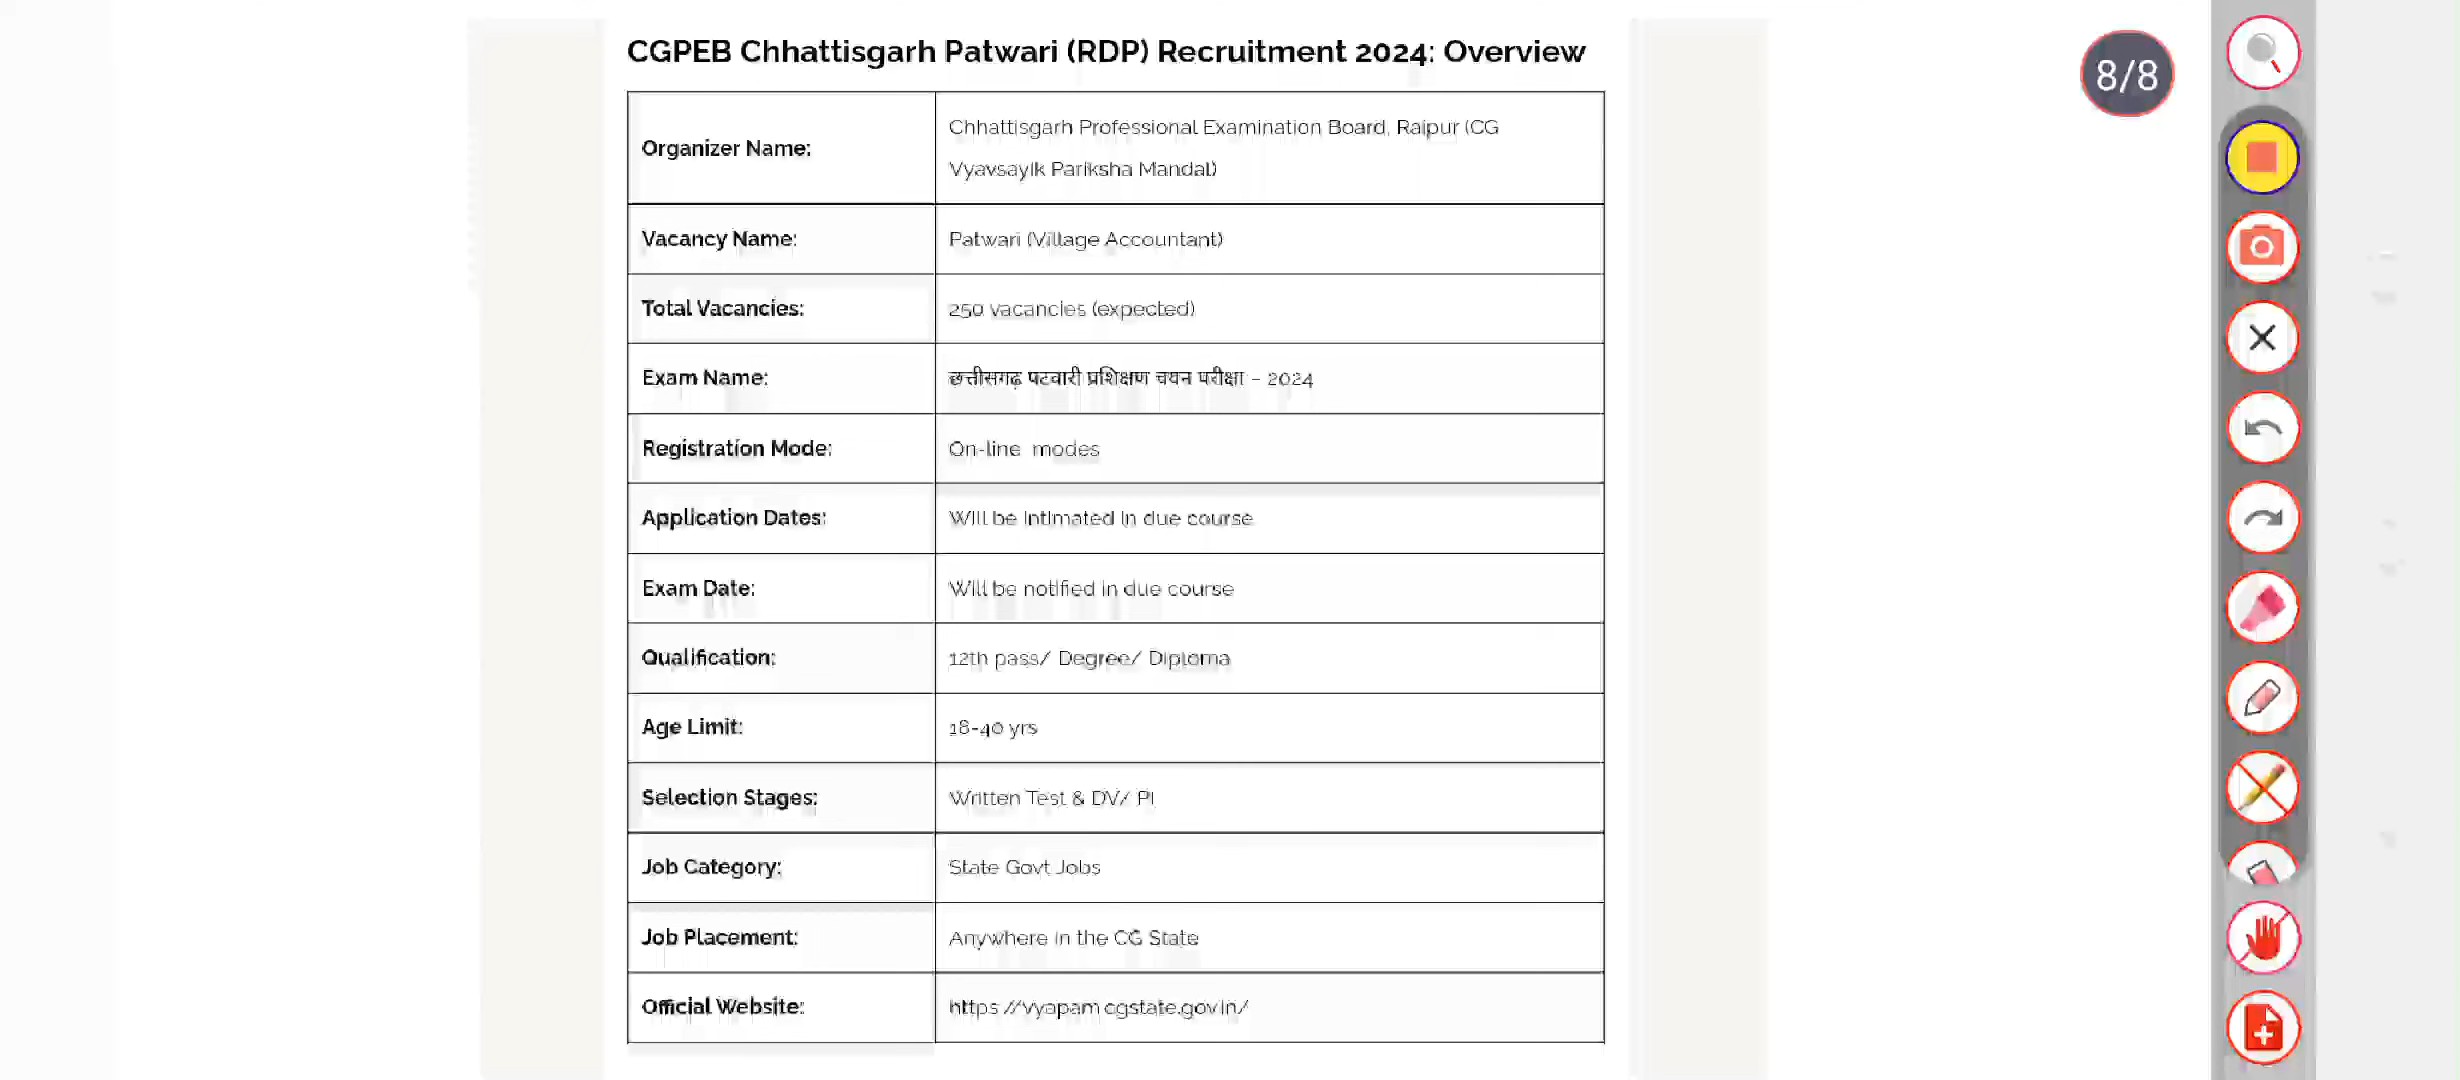 CGPEB Chhattisgarh Patwari (RDP) Recruitment 2024: Overview
8/8
Organizer Name:
Chhattisgarh Professional Examination Board, Raipur (CG
Vyavsayik Pariksha Mandal)
Vacancy Name:
Patwari (Village Accountant)
Total Vacancies:
250 vacancies (expected)
Exam Name:
छत्तीसगढ़ पटवारी प्रशिक्षण चयन परीक्षा – 2024
Registration Mode:
On-line modes
Application Dates:
Will be intimated in due course
Exam Date:
Will be notified in due course
Qualification:
12th pass/ Degree/ Diploma
Age Limit:
18-40 yrs
Selection Stages:
Written Test & DV/ PI
Job Category:
State Govt Jobs
Job Placement:
Anywhere in the CG State
Official Website:
https://vyapam.cgstate.gov.in/